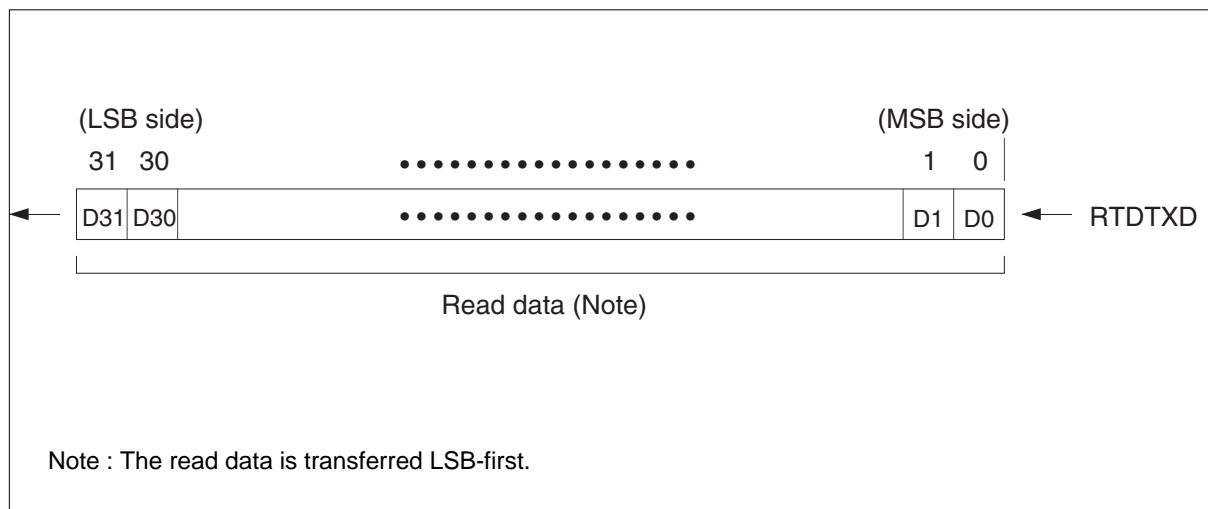 (LSB side) (MSB side)
31 30 •••••••••••••••••• 1 0
D31 D30 •••••••••••••••••• D1 D0 RTDTXD
Read data (Note)
Note : The read data is transferred LSB-first.